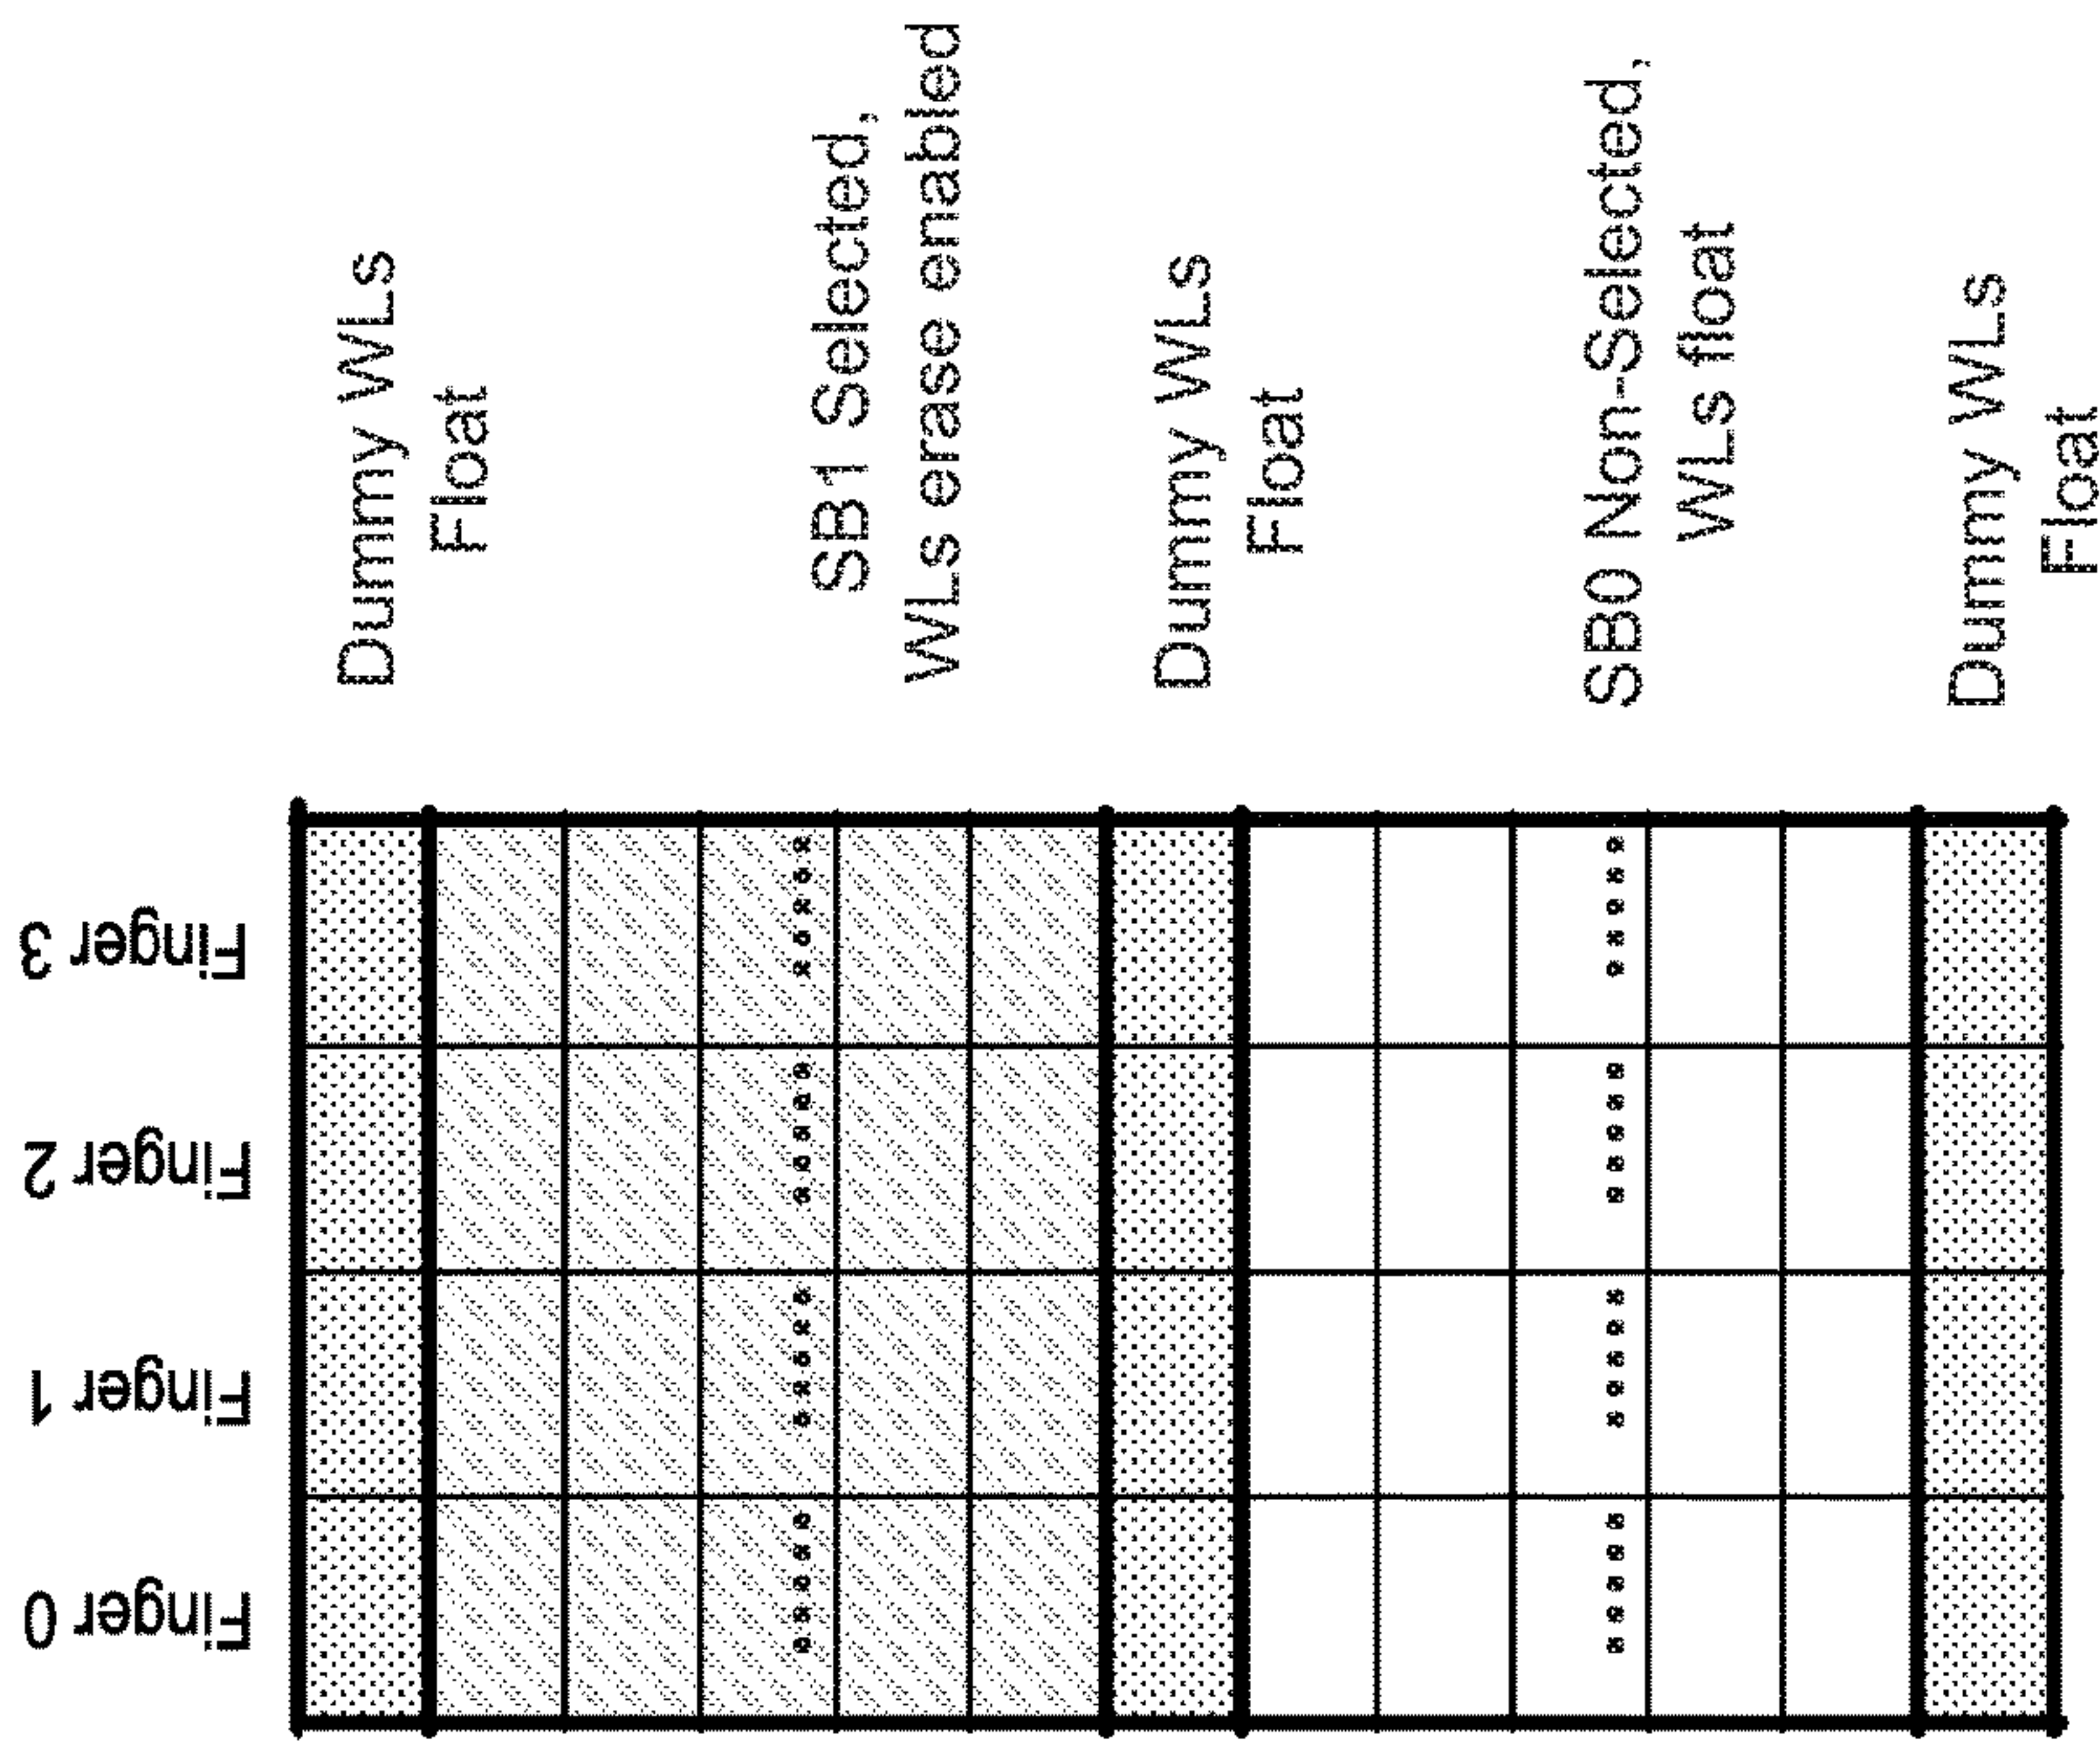 Finger 0
Finger 1
Finger 2
Finger 3
Dummy WLs
Float
SB1 Selected,
WLs erase enabled
Dummy WLs
Float
SB0 Non-Selected,
WLs float
Dummy WLs
Float